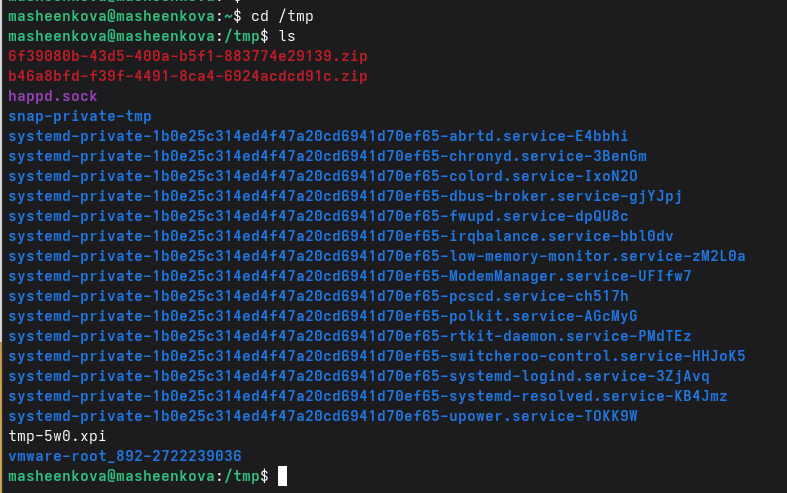 masheenkova@masheenkova:~$ cd /tmp
masheenkova@masheenkova:/tmp$ ls
6f39080b-43d5-400a-b5f1-883774e29139.zip
b46a8bfd-f39f-4491-8ca4-6924acdcd91c.zip
happd.sock
snap-private-tmp
systemd-private-1b0e25c314ed4f47a20cd6941d70ef65-abrtd.service-E4bbhi
systemd-private-1b0e25c314ed4f47a20cd6941d70ef65-chronyd.service-3BenGm
systemd-private-1b0e25c314ed4f47a20cd6941d70ef65-colord.service-IxoN2O
systemd-private-1b0e25c314ed4f47a20cd6941d70ef65-dbus-broker.service-gjYJpj
systemd-private-1b0e25c314ed4f47a20cd6941d70ef65-fwupd.service-dpQU8c
systemd-private-1b0e25c314ed4f47a20cd6941d70ef65-irqbalance.service-bbl0dv
systemd-private-1b0e25c314ed4f47a20cd6941d70ef65-low-memory-monitor.service-zM2L0a
systemd-private-1b0e25c314ed4f47a20cd6941d70ef65-ModemManager.service-UFIfw7
systemd-private-1b0e25c314ed4f47a20cd6941d70ef65-pcscd.service-ch517h
systemd-private-1b0e25c314ed4f47a20cd6941d70ef65-polkit.service-AGcMyG
systemd-private-1b0e25c314ed4f47a20cd6941d70ef65-rtkit-daemon.service-PMdTEz
systemd-private-1b0e25c314ed4f47a20cd6941d70ef65-switcheroo-control.service-HHJoK5
systemd-private-1b0e25c314ed4f47a20cd6941d70ef65-systemd-logind.service-3ZjAvq
systemd-private-1b0e25c314ed4f47a20cd6941d70ef65-systemd-resolved.service-KB4Jmz
systemd-private-1b0e25c314ed4f47a20cd6941d70ef65-upower.service-TOKK9W
tmp-5w0.xpi
vmware-root_892-2722239036
masheenkova@masheenkova:/tmp$